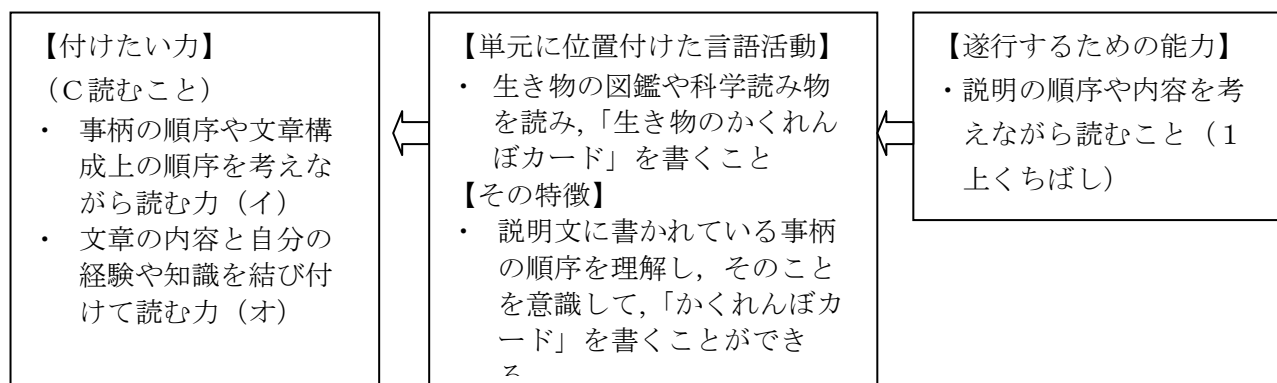 【付けたい力】
（Ｃ読むこと）
・ 事柄の順序や文章構
成上の順序を考えな
がら読む力（イ）
・ 文章の内容と自分の
経験や知識を結び付
けて読む力（オ）
【単元に位置付けた言語活動】
・ 生き物の図鑑や科学読み物
を読み，「生き物のかくれん
ぼカード」を書くこと
【その特徴】
・ 説明文に書かれている事柄
の順序を理解し，そのこと
を意識して，「かくれんぼカ
ード」を書くことができ
【遂行するための能力】
・説明の順序や内容を考
えながら読むこと（１
上くちばし）